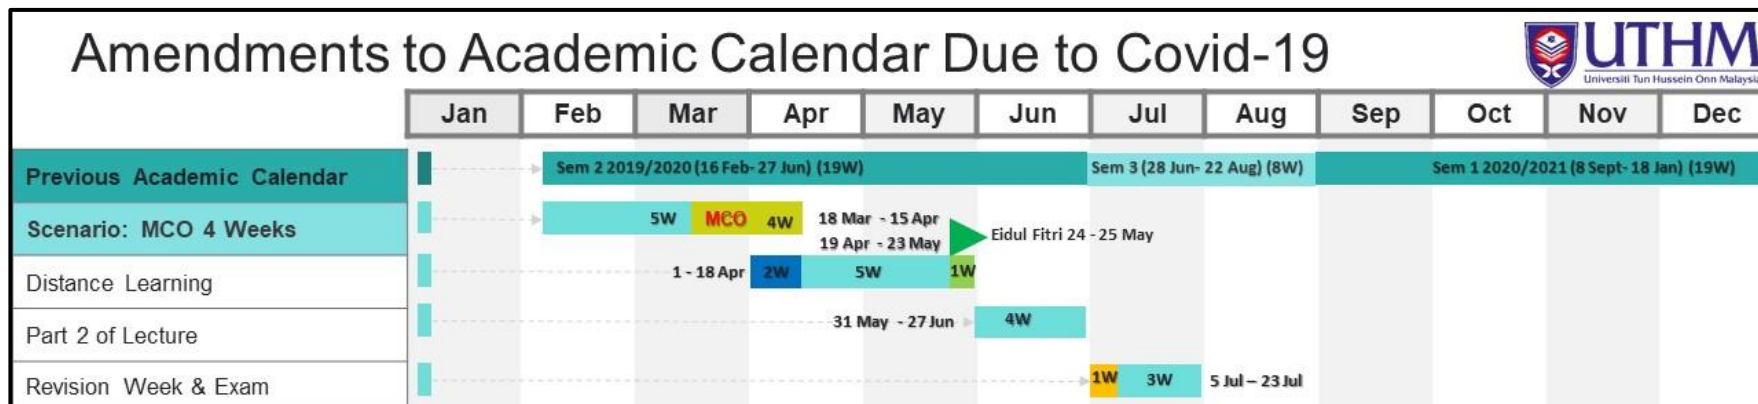 Amendments to Academic Calendar Due to Covid-19
UTHM
Universiti Tun Hussein Onn Malaysia
Jan Feb Mar Apr May Jun Jul Aug Sep Oct Nov Dec
Previous Academic Calendar Sem 2 2019/2020 (16 Feb- 27 Jun) (19W) Sem 3 (28 Jun- 22 Aug) (8W) Sem 1 2020/2021 (8 Sept- 18 Jan) (19W)
Scenario: MCO 4 Weeks 5W MCO 4W 18 Mar - 15 Apr
19 Apr - 23 May Eidul Fitri 24 - 25 May
Distance Learning 1 - 18 Apr 2W 5W 1W
Part 2 of Lecture 31 May - 27 Jun 4W
Revision Week & Exam 1W 3W 5 Jul – 23 Jul